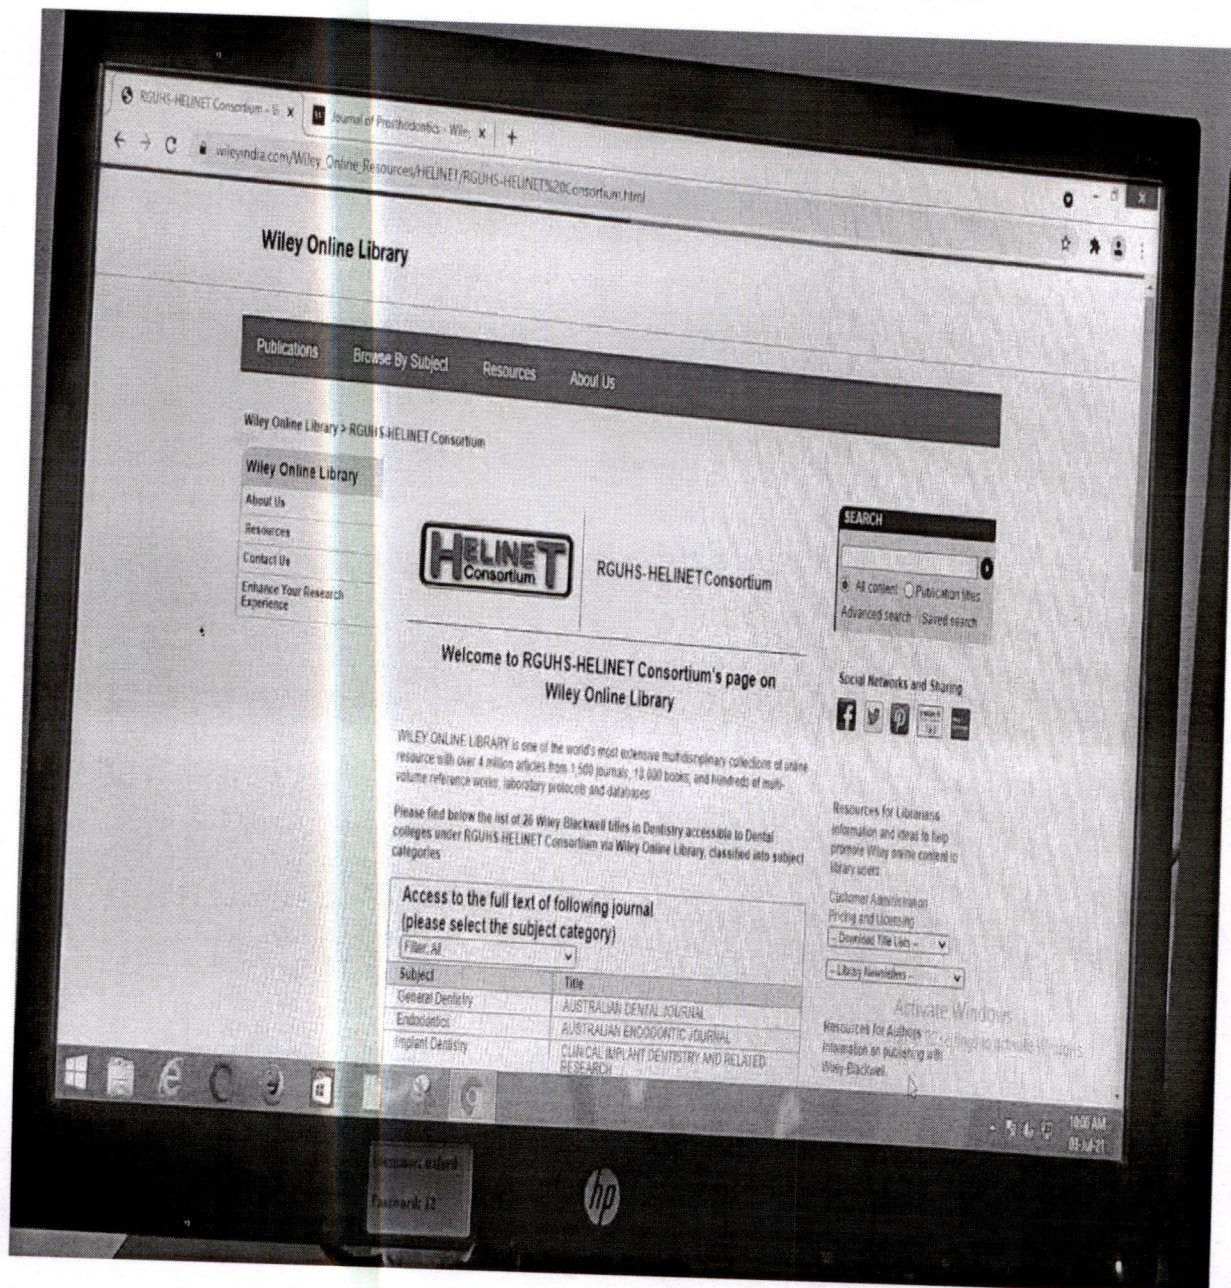 RGUHS-HELINET Consortium -
Journal of Prosthodontics - Wiley
wileyindia.com/Wiley_Online_Resources/HELINET/RGUHS-HELINET%20Consortium.html
Wiley Online Library
Publications Browse By Subject Resources About Us
Wiley Online Library > RGUHS-HELINET Consortium
Wiley Online Library
About Us
Resources
Contact Us
Enhance Your Research
Experience
HELINET
Consortium
RGUHS-HELINET Consortium
Welcome to RGUHS-HELINET Consortium's page on
Wiley Online Library
WILEY ONLINE LIBRARY is one of the world's most extensive multidisciplinary collections of online
resource with over 4 million articles from 1,500 journals, 10,000 books, and hundreds of multi-
volume reference works, laboratory protocols and databases.
Please find below the list of 26 Wiley Blackwell titles in Dentistry accessible to Dental
colleges under RGUHS-HELINET Consortium via Wiley Online Library, classified into subject
categories
Access to the full text of following journal
(please select the subject category)
Filter: All
Subject Title
General Dentistry AUSTRALIAN DENTAL JOURNAL
Endodontics AUSTRALIAN ENDODONTIC JOURNAL
Implant Dentistry CLINICAL IMPLANT DENTISTRY AND RELATED
RESEARCH
SEARCH
All content Publication titles
Advanced search Saved search
Social Networks and Sharing
Resources for Librarians
Information and ideas to help
promote Wiley online content to
library users
Customer Administration
Pricing and Licensing
-- Download Title Lists --
-- Library Newsletters --
Activate Windows
to activate Windows
Resources for Authors
Information on publishing with
Wiley-Blackwell.
10:00 AM
hp